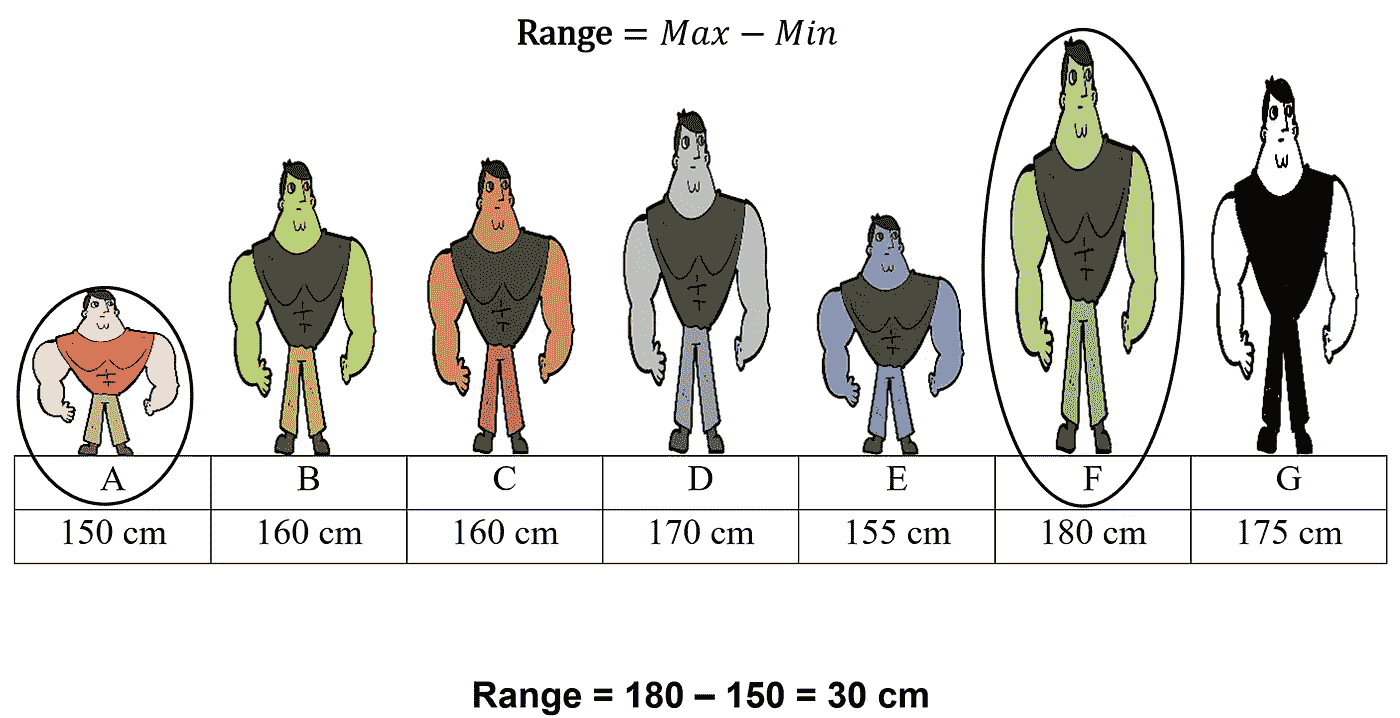 Range = Max − Min
A B C D E F G
150 cm 160 cm 160 cm 170 cm 155 cm 180 cm 175 cm
Range = 180 – 150 = 30 cm